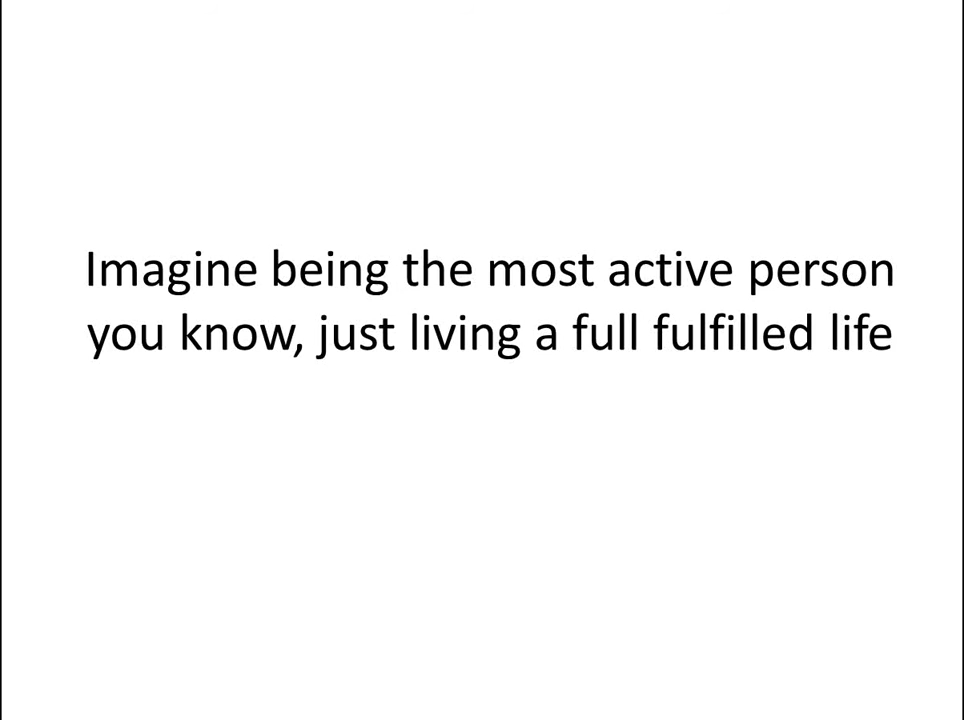 Imagine being the most active person
you know, just living a full fulfilled life